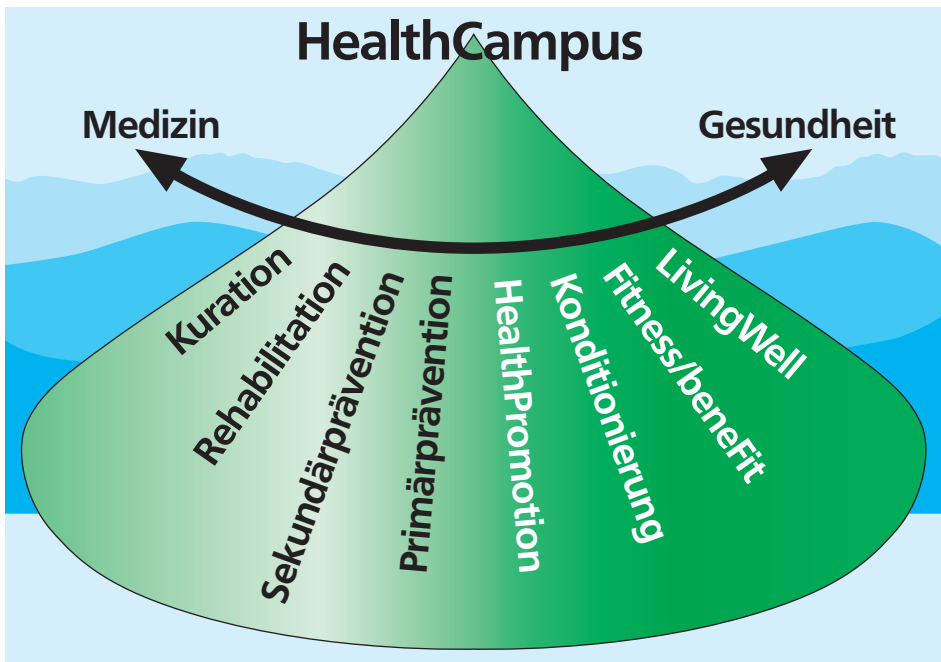 HealthCampus
Medizin
Gesundheit
Kuration
Rehabilitation
Sekundärprävention
Primärprävention
HealthPromotion
Konditionierung
Fitness/beneFit
LivingWell